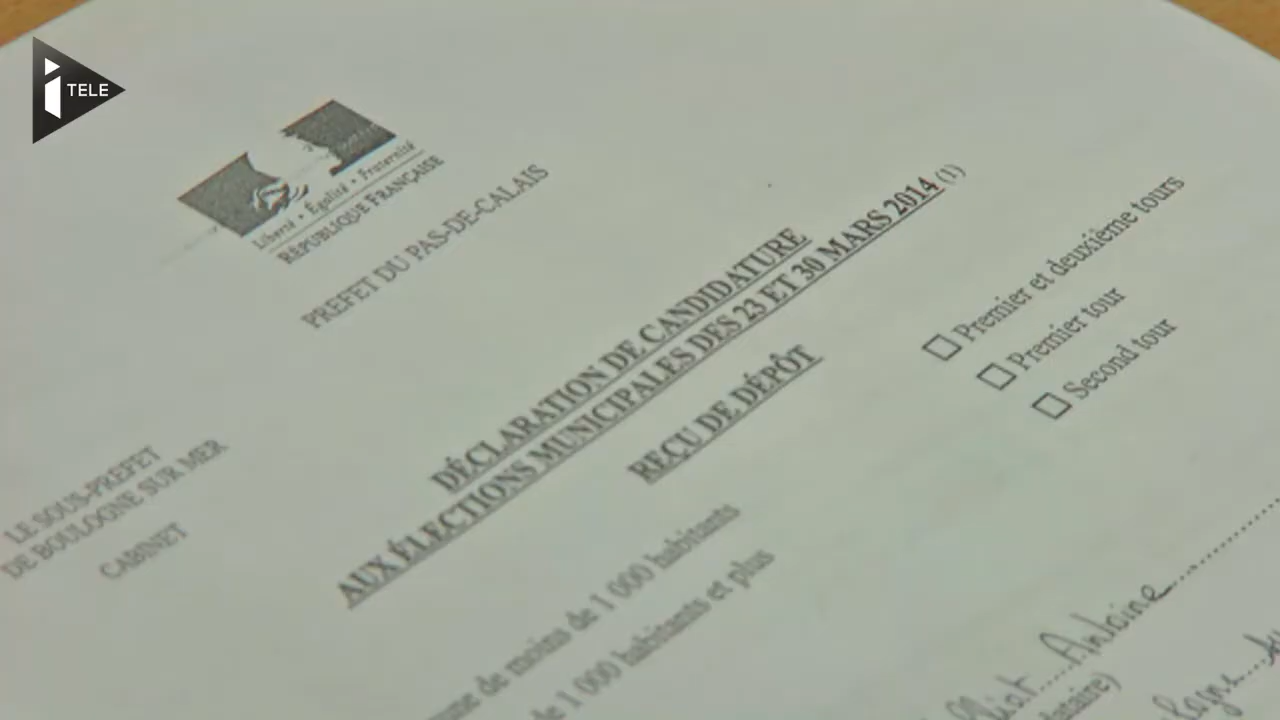 i TELE
Liberté • Égalité • Fraternité
RÉPUBLIQUE FRANÇAISE
PREFET DU PAS-DE-CALAIS
DÉCLARATION DE CANDIDATURE
AUX ÉLECTIONS MUNICIPALES DES 23 ET 30 MARS 2014 (1)
REÇU DE DÉPÔT
Premier et deuxième tours
Premier tour
Second tour
LE SOUS-PREFET
DE BOULOGNE SUR MER
CABINET
de moins de 1 000 habitants
de 1 000 habitants et plus
Antoine